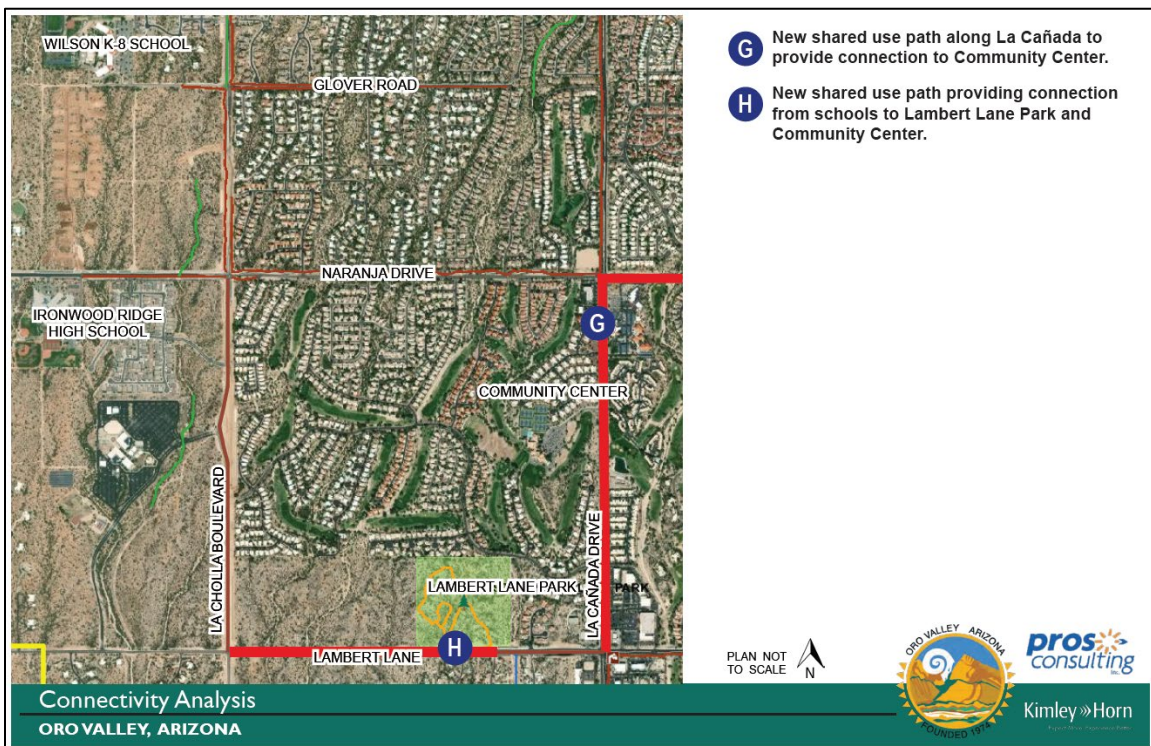 WILSON K-8 SCHOOL
GLOVER ROAD
NARANJA DRIVE
IRONWOOD RIDGE
HIGH SCHOOL
G
COMMUNITY CENTER
LA CHOLLA BOULEVARD
LA CAÑADA DRIVE
LAMBERT LANE PARK
PARK
H
LAMBERT LANE
G
New shared use path along La Cañada to
provide connection to Community Center.
H
New shared use path providing connection
from schools to Lambert Lane Park and
Community Center.
PLAN NOT
TO SCALE
N
ORO VALLEY ARIZONA
FOUNDED 1974
pros
consulting
inc.
Kimley»Horn
Connectivity Analysis
ORO VALLEY, ARIZONA